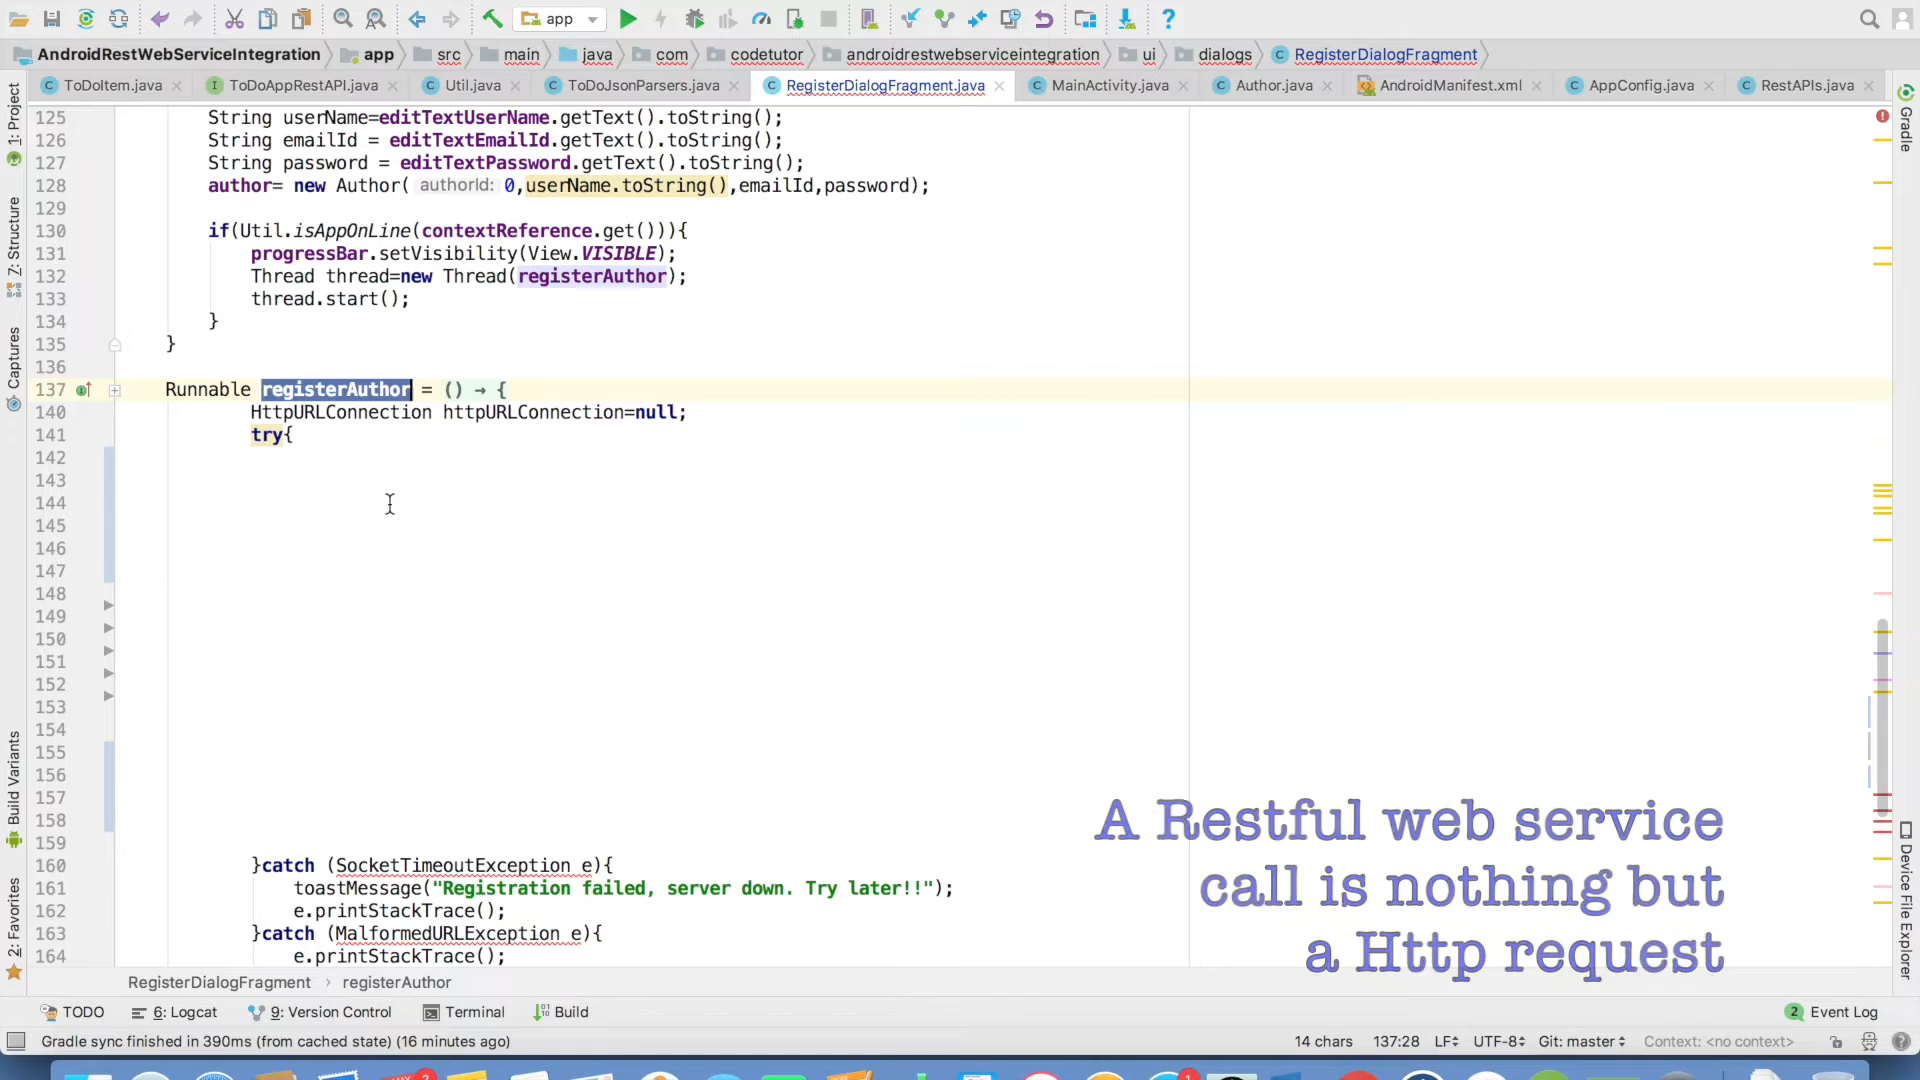 app
AndroidRestWebServiceIntegration app src main java com codetutor androidrestwebserviceintegration ui dialogs RegisterDialogFragment
ToDoItem.java ToDoAppRestAPI.java Util.java ToDoJsonParsers.java RegisterDialogFragment.java MainActivity.java Author.java AndroidManifest.xml AppConfig.java RestAPIs.java
1: Project
Z: Structure
Captures
Build Variants
2: Favorites
Gradle
Device File Explorer
125 String userName=editTextUserName.getText().toString();
126 String emailId = editTextEmailId.getText().toString();
127 String password = editTextPassword.getText().toString();
128 author= new Author( authorId: 0,userName.toString(),emailId,password);
129
130 if(Util.isAppOnLine(contextReference.get())){
131 progressBar.setVisibility(View.VISIBLE);
132 Thread thread=new Thread(registerAuthor);
133 thread.start();
134 }
135 }
136
137 Runnable registerAuthor = () → {
140 HttpURLConnection httpURLConnection=null;
141 try{
142
143
144
145
146
147
148
149
150
151
152
153
154
155
156
157
158
159
160 }catch (SocketTimeoutException e){
161 toastMessage("Registration failed, server down. Try later!!");
162 e.printStackTrace();
163 }catch (MalformedURLException e){
164 e.printStackTrace();
A Restful web service
call is nothing but
a Http request
RegisterDialogFragment › registerAuthor
TODO 6: Logcat 9: Version Control Terminal Build 2 Event Log
Gradle sync finished in 390ms (from cached state) (16 minutes ago) 14 chars 137:28 LF UTF-8 Git: master Context: <no context>